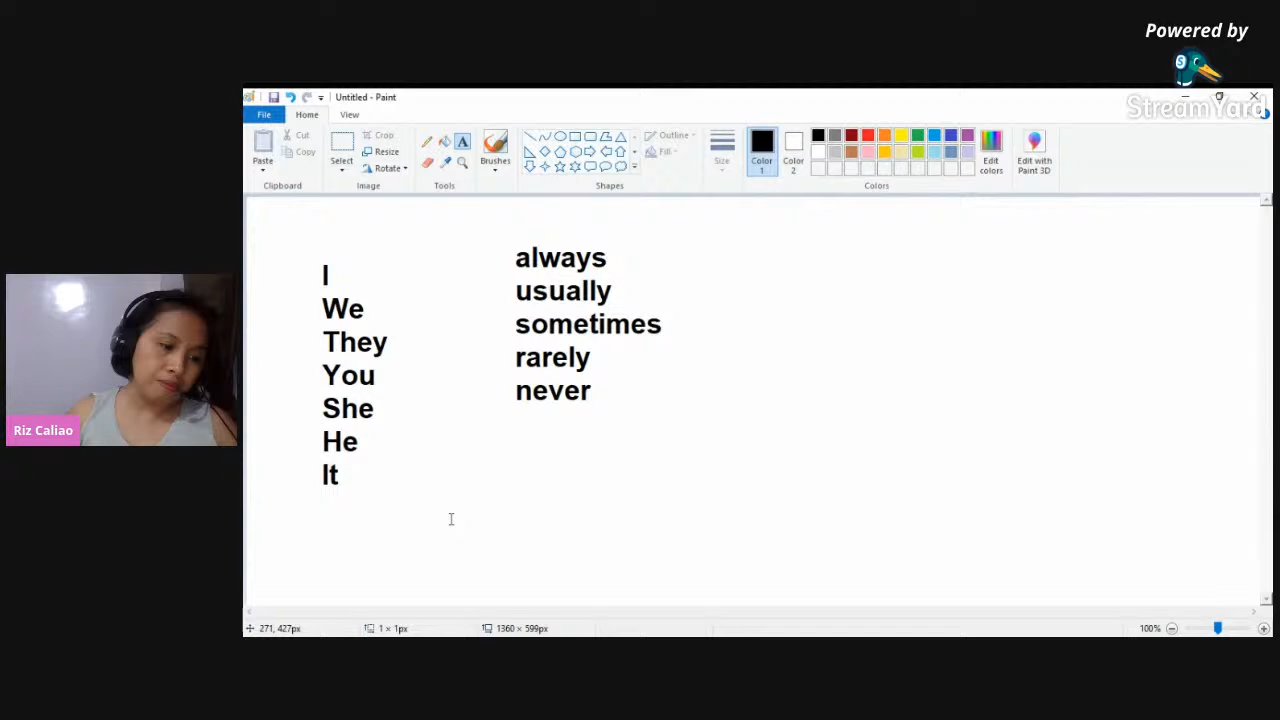 Powered by
StreamYard
Untitled - Paint
File
Home
View
Paste
Cut
Copy
Clipboard
Select
Crop
Resize
Rotate
Image
A
Tools
Brushes
Outline
Fill
Shapes
Size
Color 1
Color 2
Edit colors
Colors
Edit with Paint 3D
I
We
They
You
She
He
It
always
usually
sometimes
rarely
never
Riz Caliao
271, 427px
1 × 1px
1360 × 599px
100%